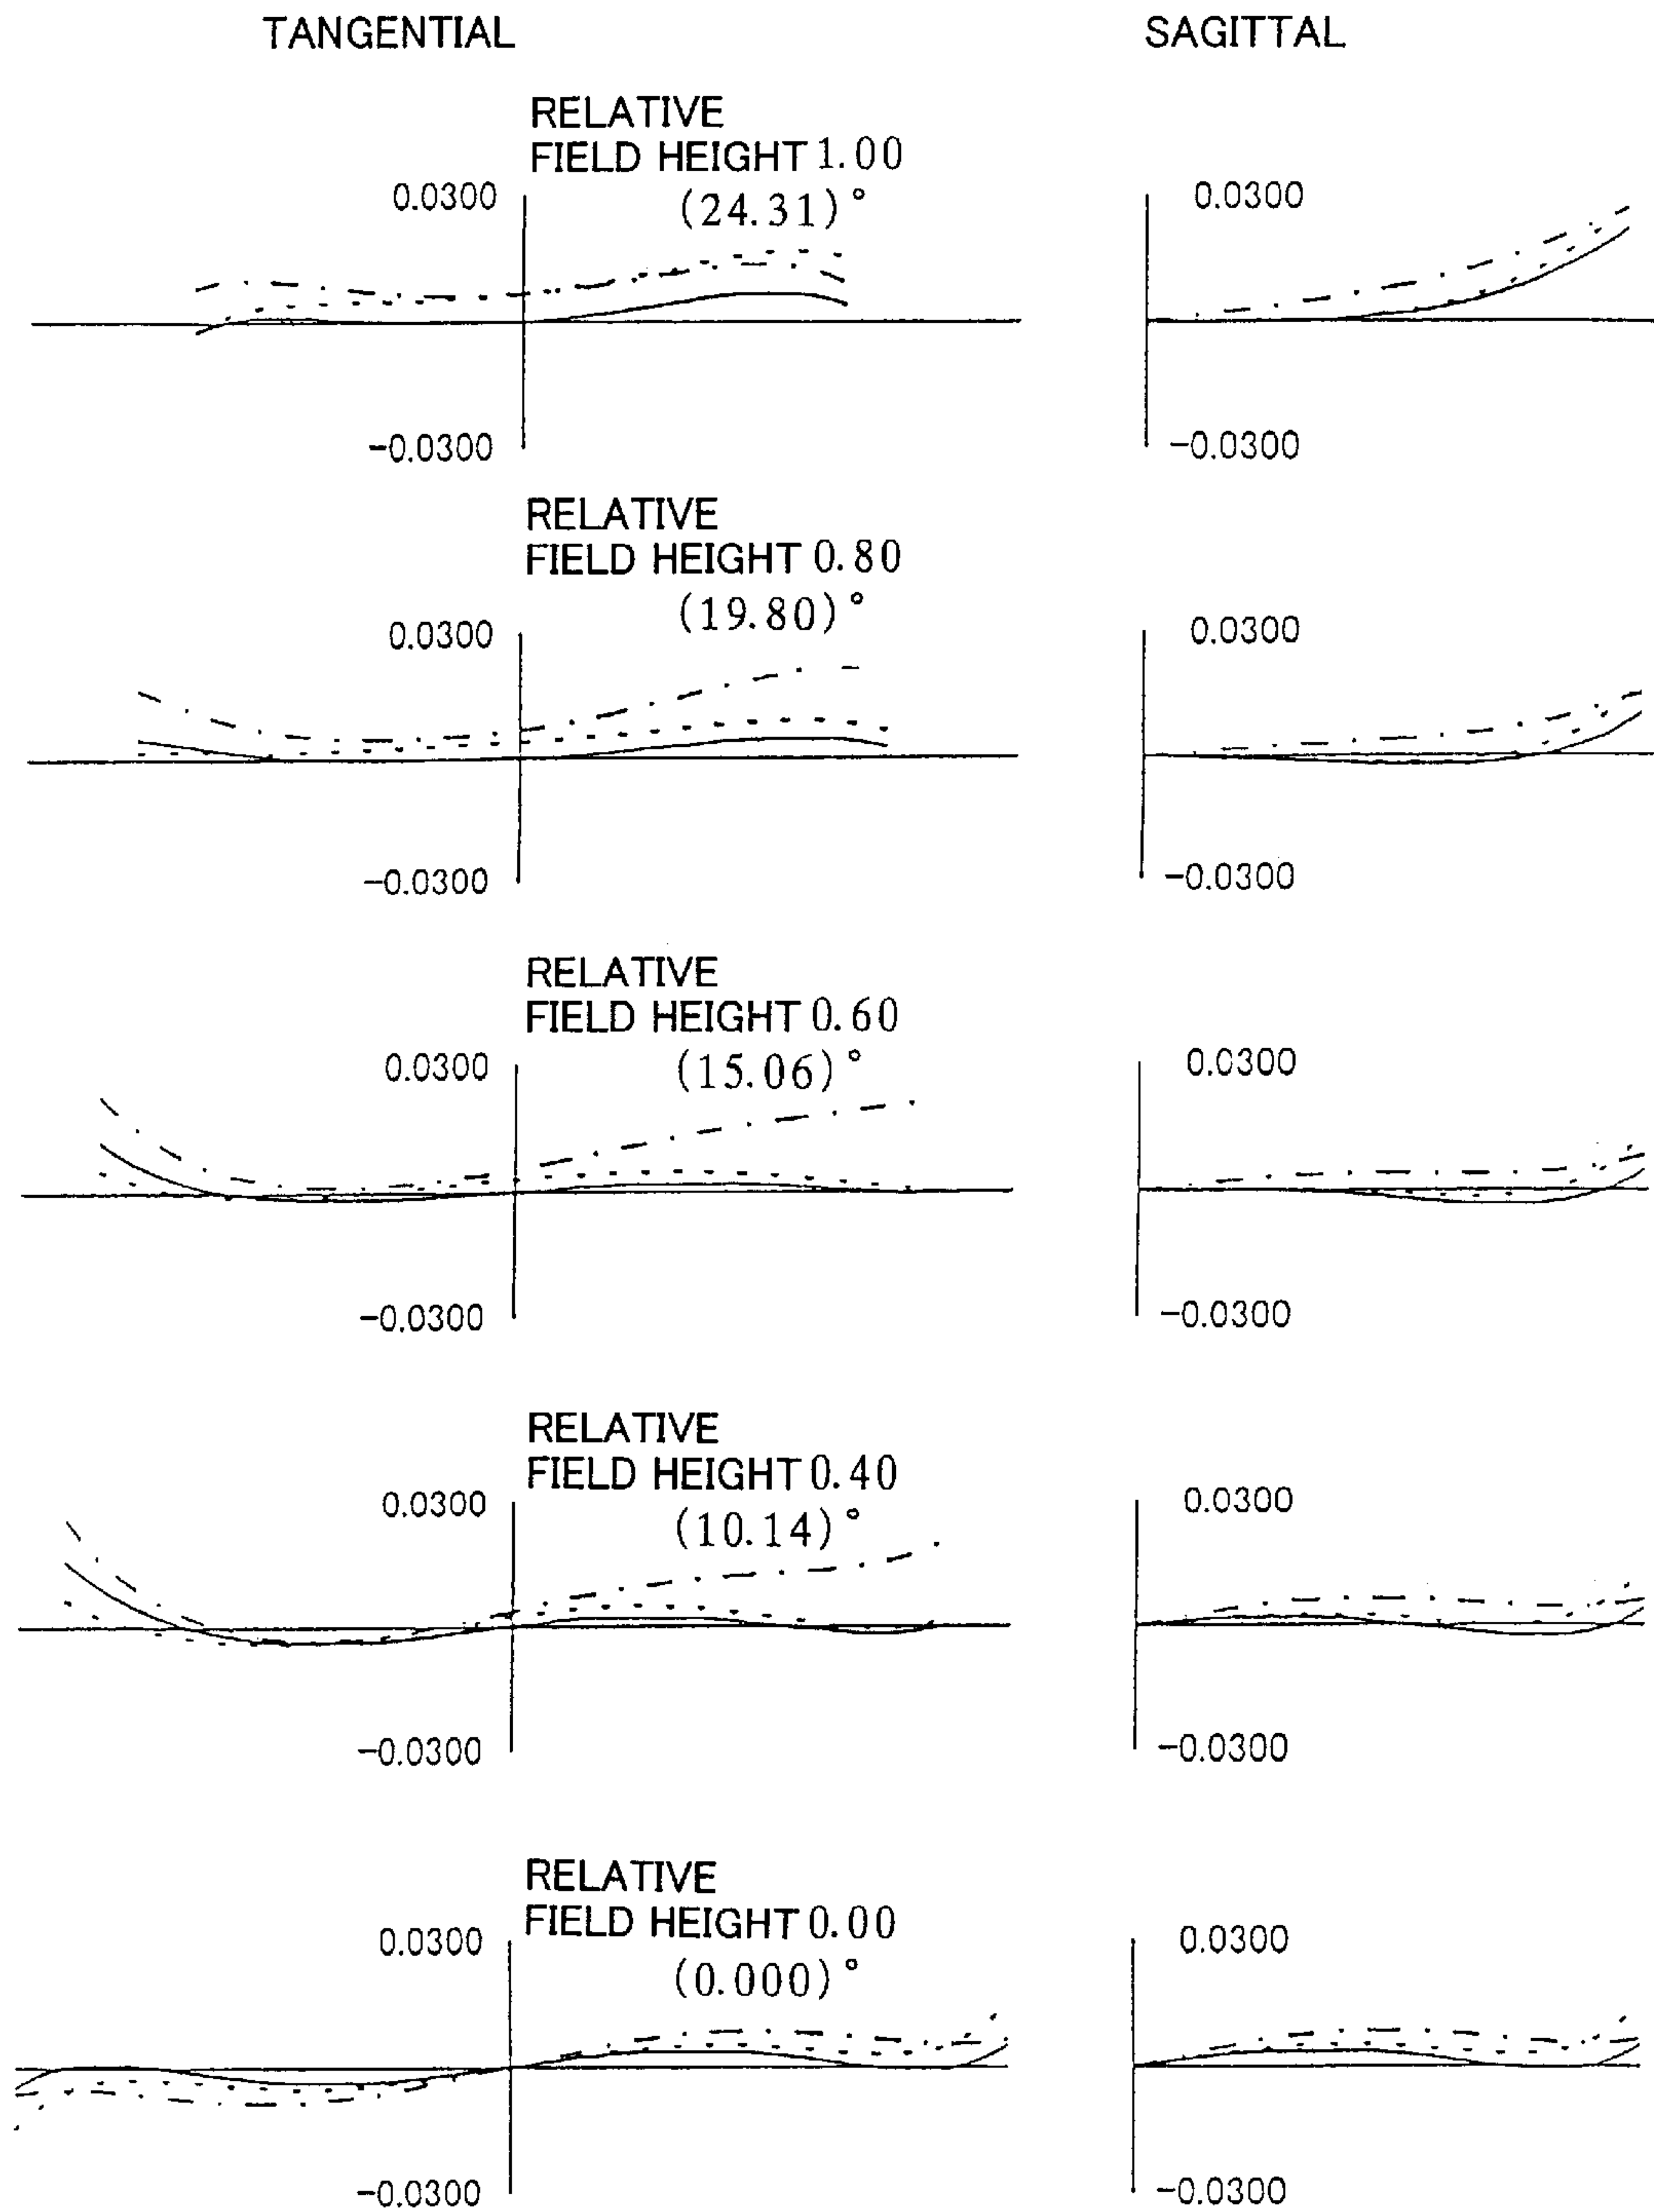 TANGENTIAL
SAGITTAL
RELATIVE
FIELD HEIGHT 1.00
(24.31)°
0.0300
0.0300
-0.0300
-0.0300
RELATIVE
FIELD HEIGHT 0.80
(19.80)°
0.0300
0.0300
-0.0300
-0.0300
RELATIVE
FIELD HEIGHT 0.60
(15.06)°
0.0300
0.0300
-0.0300
-0.0300
RELATIVE
FIELD HEIGHT 0.40
(10.14)°
0.0300
0.0300
-0.0300
-0.0300
RELATIVE
FIELD HEIGHT 0.00
(0.000)°
0.0300
0.0300
-0.0300
-0.0300